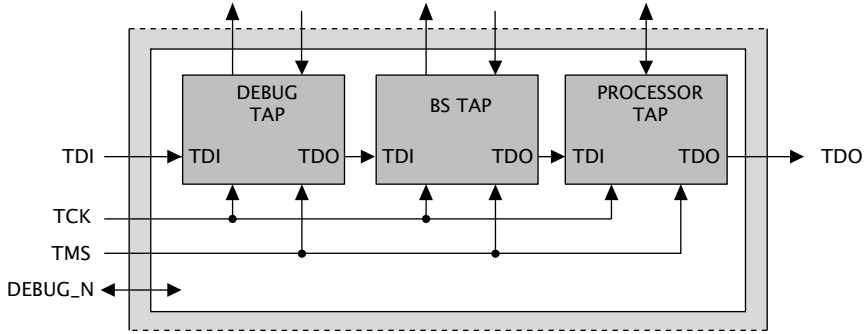 DEBUG
TAP
BS TAP
PROCESSOR
TAP
TDI
TDI
TDO
TDI
TDO
TDI
TDO
TDO
TCK
TMS
DEBUG_N